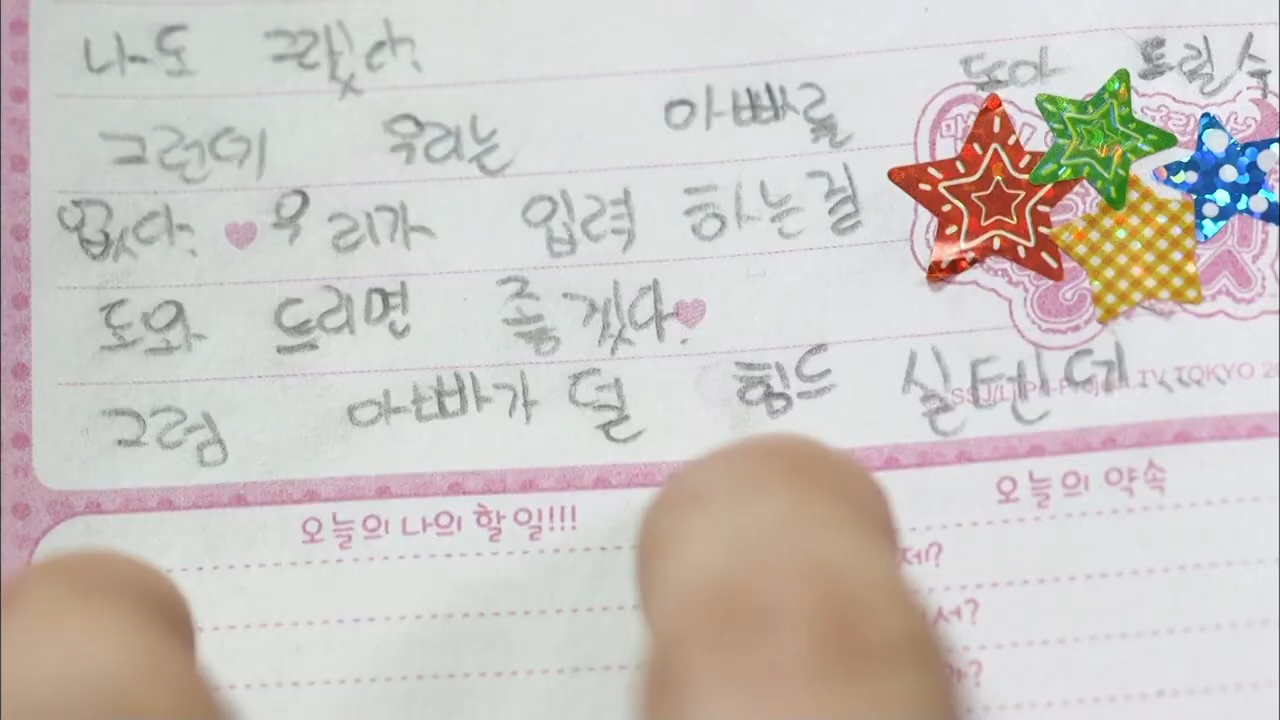 나도 그랬다.
그런데 우리는 아빠를 도아 드릴 수
없다. 우리가 입력 하는걸
도와 드리면 좋겠다
그럼 아빠가 덜 힘드 실텐데
오늘의 나의 할 일!!!
오늘의 약속
제?
서?